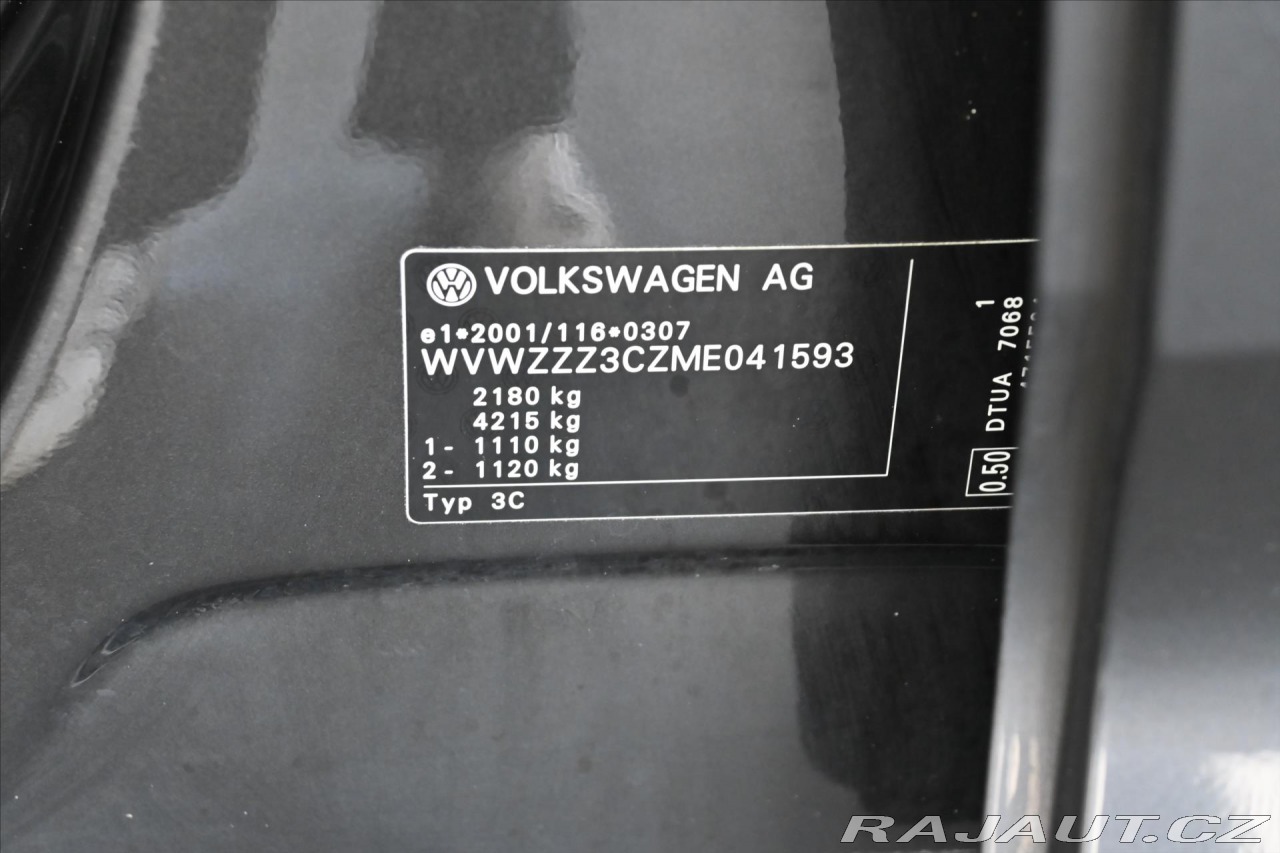 VOLKSWAGEN AG
e1*2001/116*0307
WVWZZZ3CZME041593
2180 kg
4215 kg
1- 1110 kg
2- 1120 kg
Typ 3C
1
DTUA 7068
0.50
RAJAUT.CZ